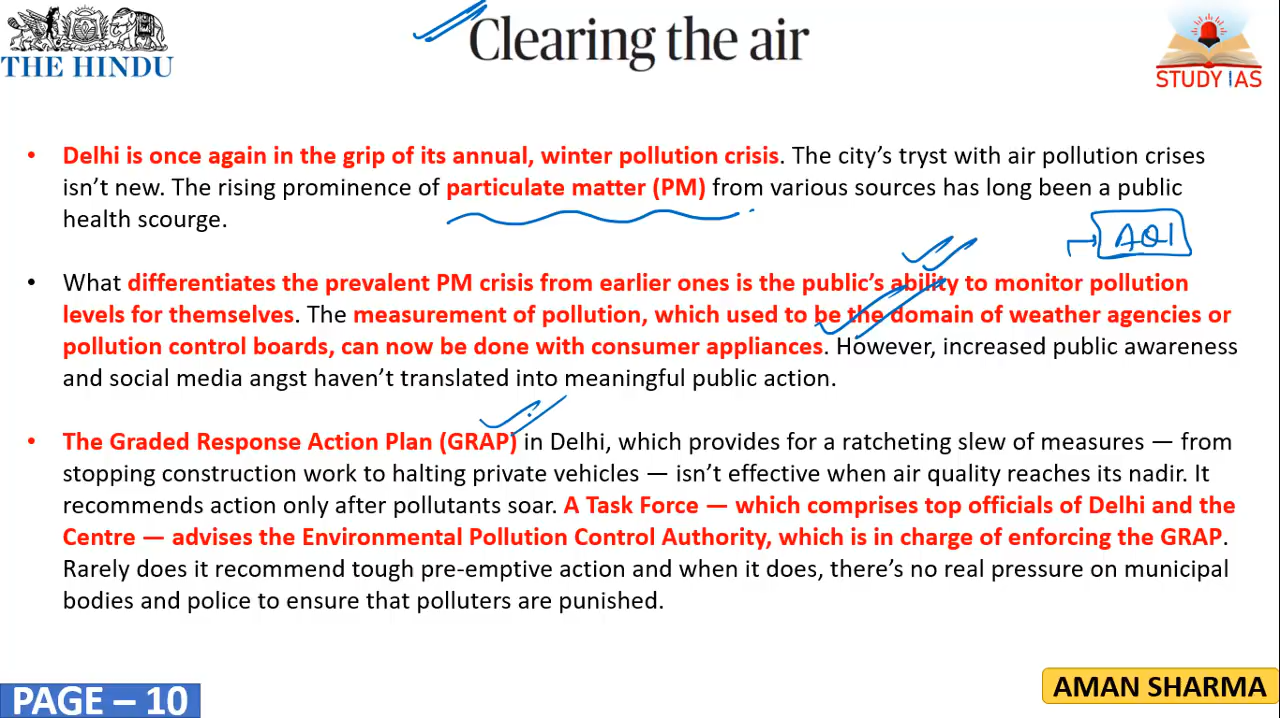 Clearing the air
THE HINDU
STUDY IAS
• Delhi is once again in the grip of its annual, winter pollution crisis. The city's tryst with air pollution crises
isn't new. The rising prominence of particulate matter (PM) from various sources has long been a public
health scourge.
AQI
• What differentiates the prevalent PM crisis from earlier ones is the public's ability to monitor pollution
levels for themselves. The measurement of pollution, which used to be the domain of weather agencies or
pollution control boards, can now be done with consumer appliances. However, increased public awareness
and social media angst haven't translated into meaningful public action.
• The Graded Response Action Plan (GRAP) in Delhi, which provides for a ratcheting slew of measures — from
stopping construction work to halting private vehicles — isn't effective when air quality reaches its nadir. It
recommends action only after pollutants soar. A Task Force — which comprises top officials of Delhi and the
Centre — advises the Environmental Pollution Control Authority, which is in charge of enforcing the GRAP.
Rarely does it recommend tough pre-emptive action and when it does, there's no real pressure on municipal
bodies and police to ensure that polluters are punished.
PAGE – 10
AMAN SHARMA